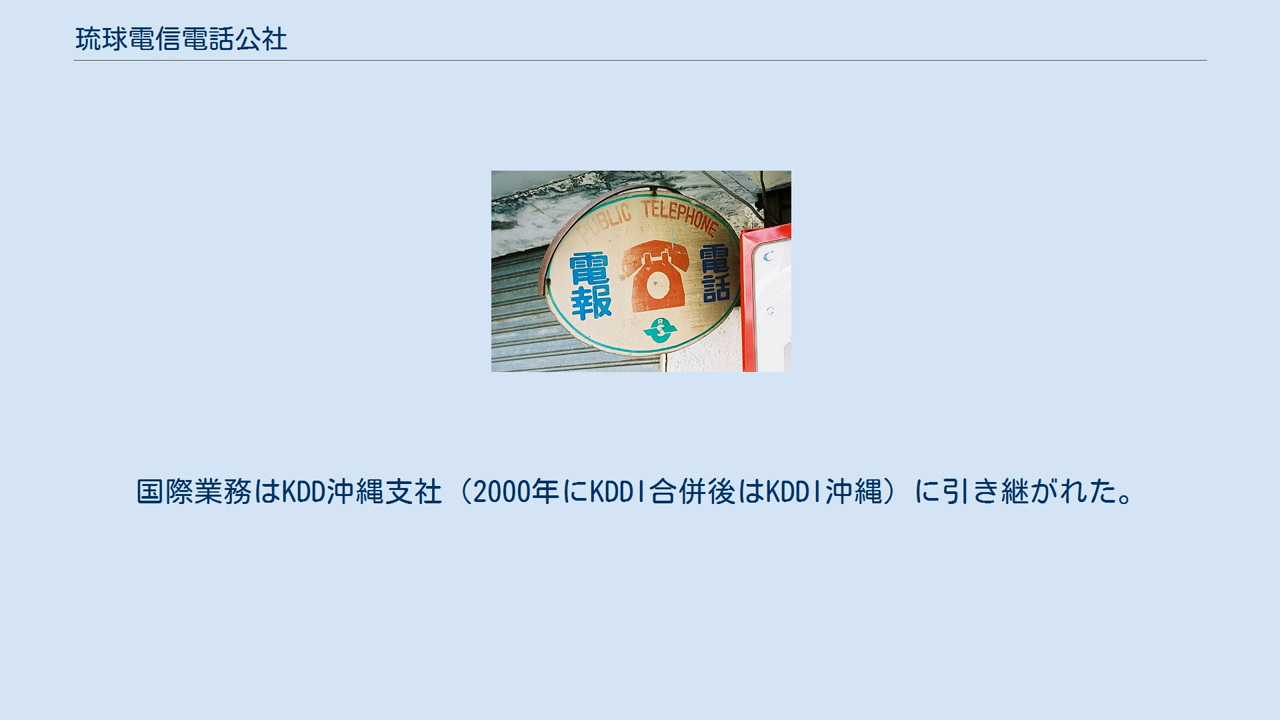 琉球電信電話公社
PUBLIC TELEPHONE
電報
電話
国際業務はKDD沖縄支社（2000年にKDDI合併後はKDDI沖縄）に引き継がれた。